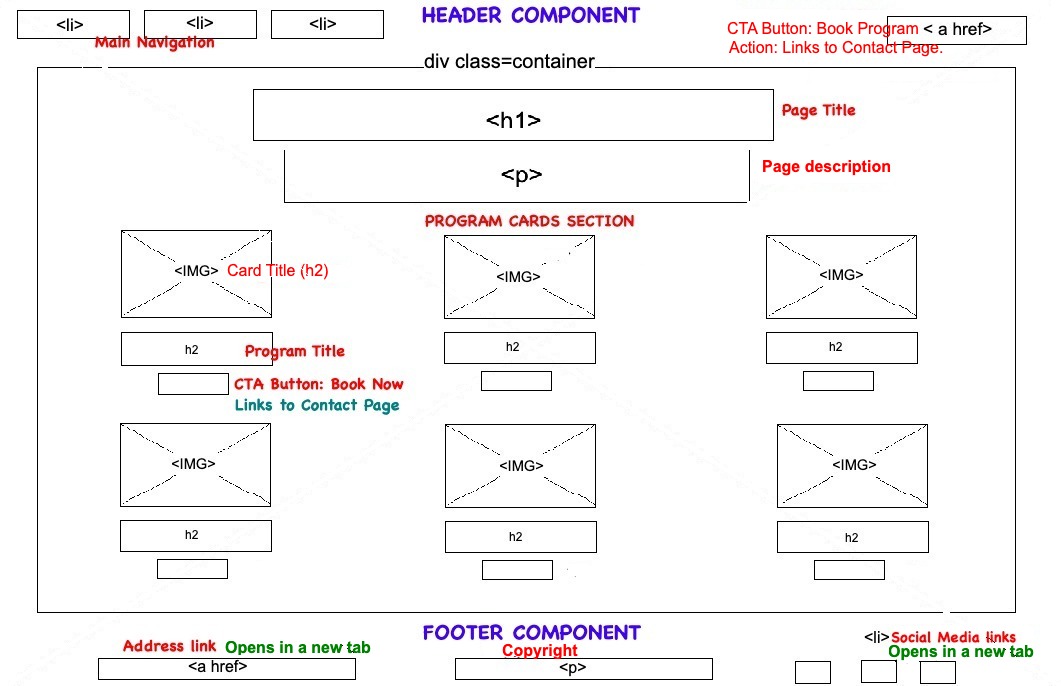 <li> <li> <li> HEADER COMPONENT
Main Navigation
CTA Button: Book Program < a href>
Action: Links to Contact Page.
div class=container
<h1> Page Title
<p> Page description
PROGRAM CARDS SECTION
<IMG> Card Title (h2) <IMG> <IMG>
h2 Program Title h2 h2
CTA Button: Book Now
Links to Contact Page
<IMG> <IMG> <IMG>
h2 h2 h2
FOOTER COMPONENT
Address link Opens in a new tab
<a href>
Copyright
<p>
<li> Social Media links
Opens in a new tab